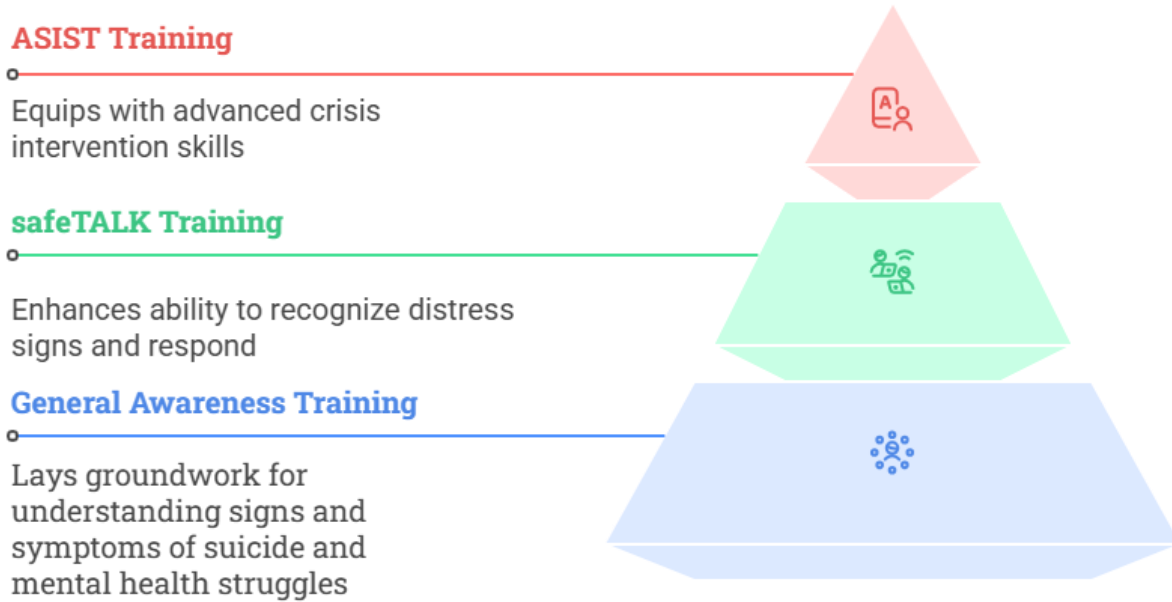 ASIST Training
Equips with advanced crisis
intervention skills
A
safeTALK Training
Enhances ability to recognize distress
signs and respond
General Awareness Training
Lays groundwork for
understanding signs and
symptoms of suicide and
mental health struggles